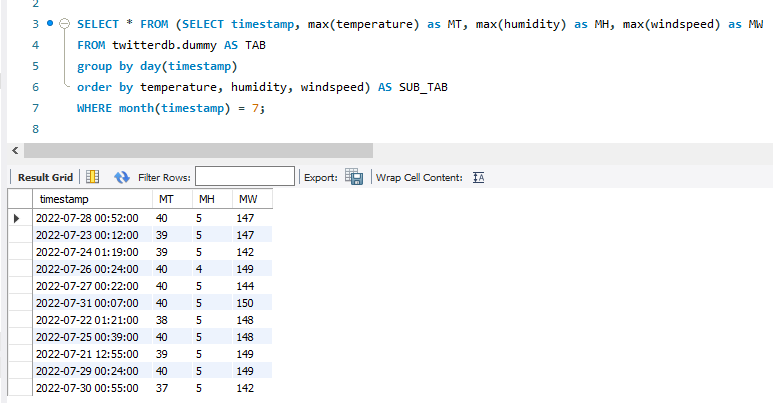 2
3 SELECT * FROM (SELECT timestamp, max(temperature) as MT, max(humidity) as MH, max(windspeed) as MW
4 FROM twitterdb.dummy AS TAB
5 group by day(timestamp)
6 order by temperature, humidity, windspeed) AS SUB_TAB
7 WHERE month(timestamp) = 7;
8
Result Grid Filter Rows: Export: Wrap Cell Content: IA
timestamp MT MH MW
2022-07-28 00:52:00 40 5 147
2022-07-23 00:12:00 39 5 147
2022-07-24 01:19:00 39 5 142
2022-07-26 00:24:00 40 4 149
2022-07-27 00:22:00 40 5 144
2022-07-31 00:07:00 40 5 150
2022-07-22 01:21:00 38 5 148
2022-07-25 00:39:00 40 5 148
2022-07-21 12:55:00 39 5 149
2022-07-29 00:24:00 40 5 149
2022-07-30 00:55:00 37 5 142